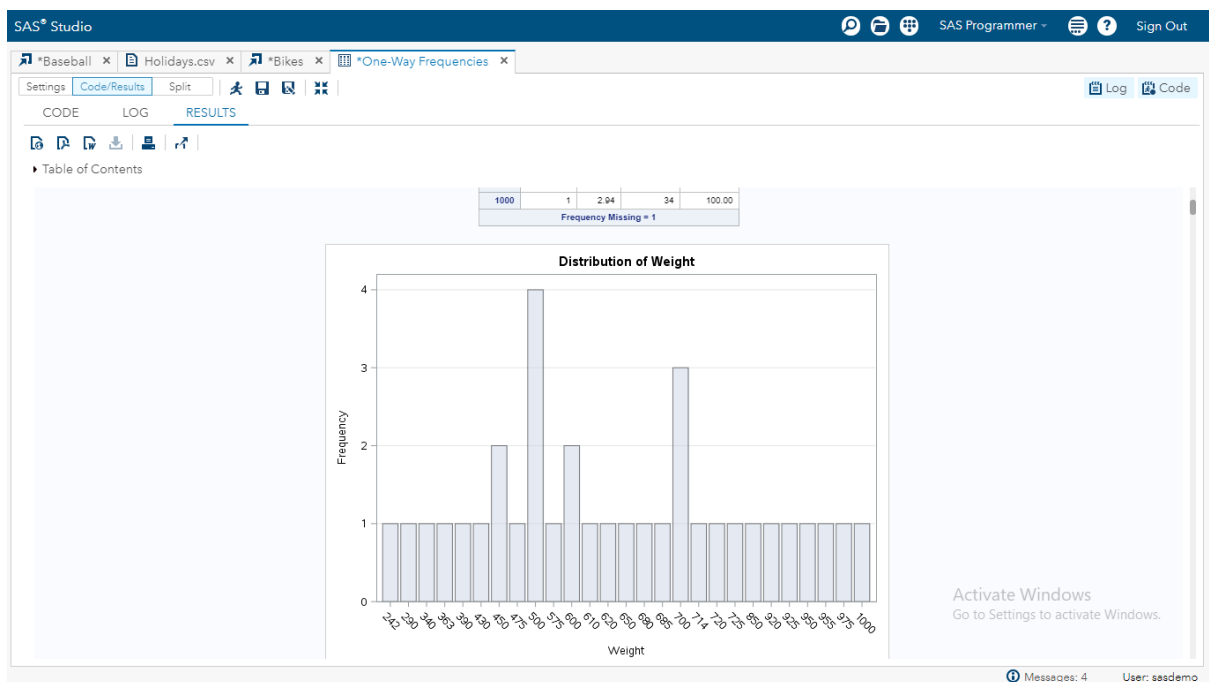 SAS® Studio SAS Programmer Sign Out
*Baseball Holidays.csv *Bikes *One-Way Frequencies
Settings Code/Results Split Log Code
CODE LOG RESULTS
Table of Contents
1000 1 2.94 34 100.00
Frequency Missing = 1
Distribution of Weight
4
3
2
1
0
Frequency
242 290 340 363 390 430 450 475 500 575 600 610 620 650 680 685 700 714 720 725 850 920 925 950 955 975 1000
Weight
Activate Windows
Go to Settings to activate Windows.
Messages: 4 User: sasdemo